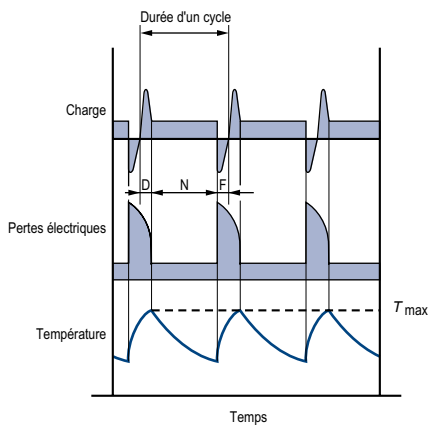 Durée d'un cycle
Charge
D N F
Pertes électriques
T max
Température
Temps